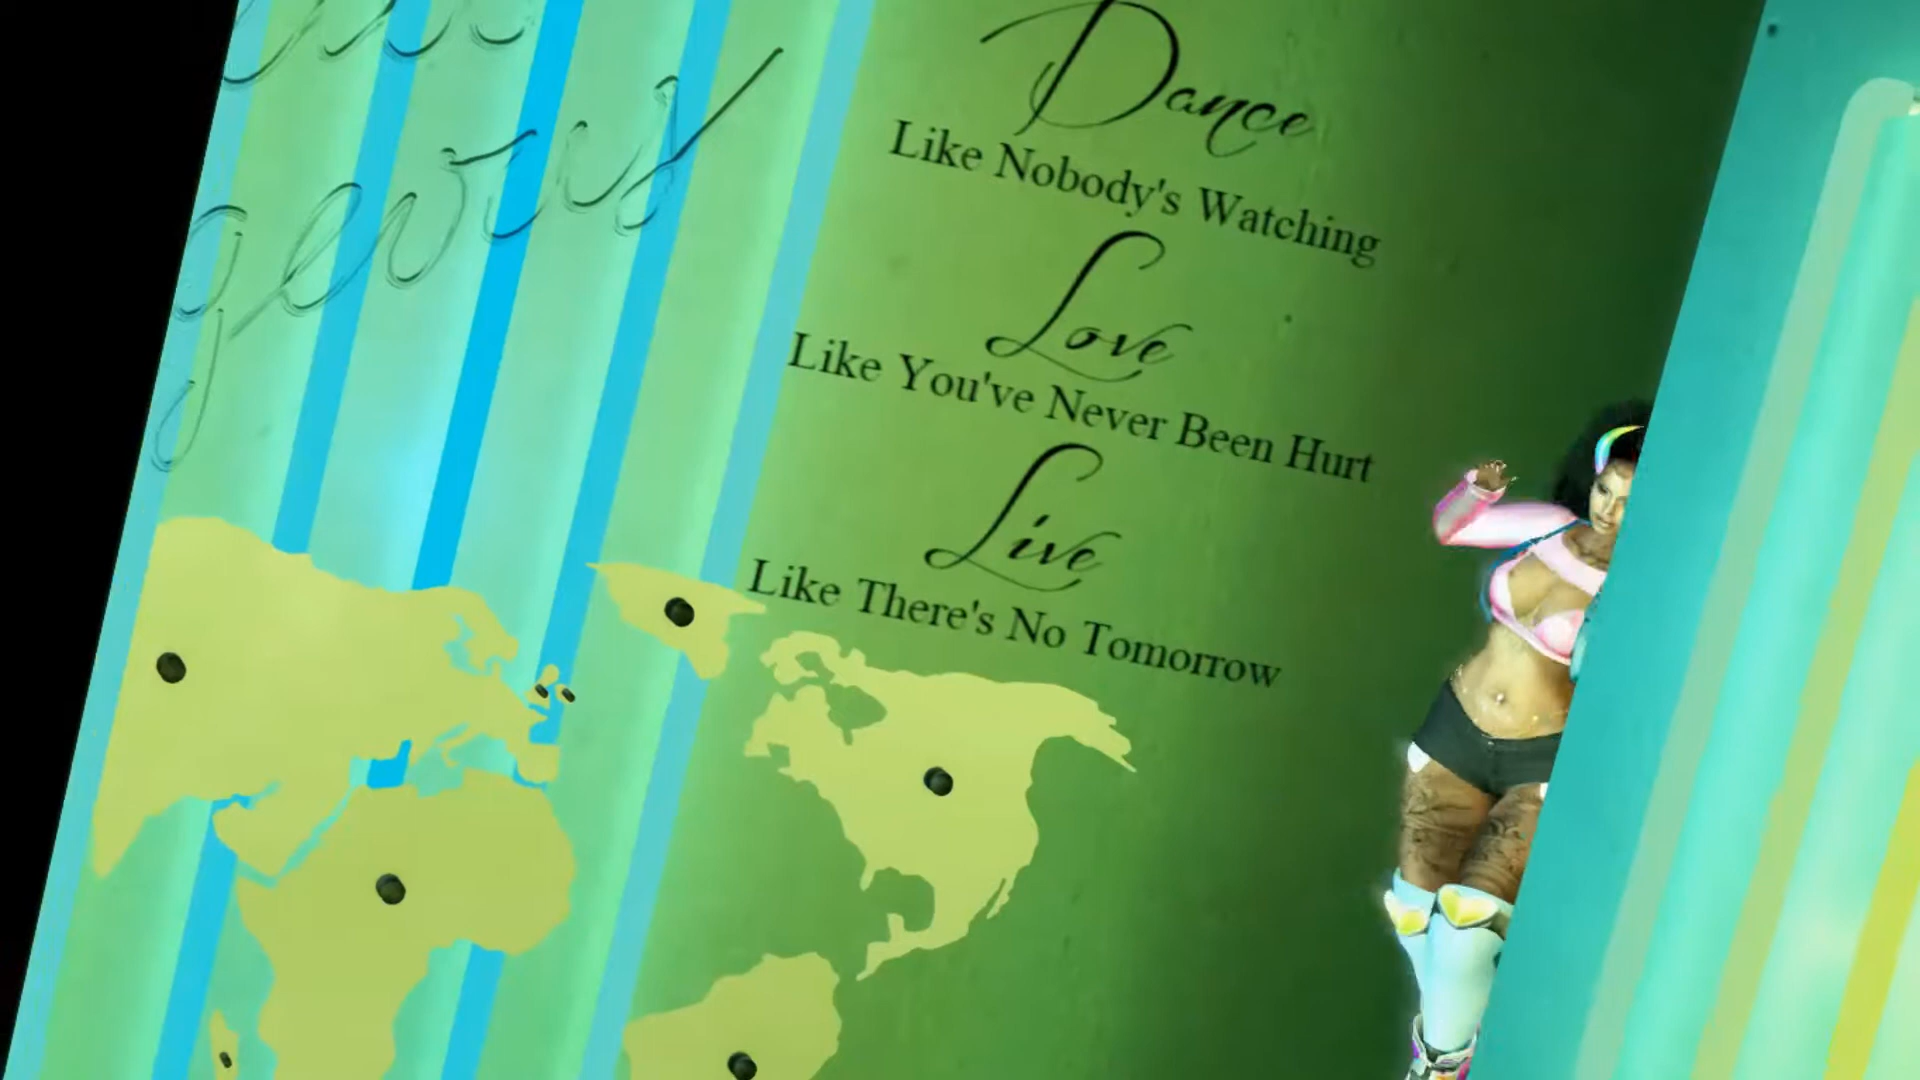 Dance
Like Nobody's Watching
Love
Like You've Never Been Hurt
Live
Like There's No Tomorrow